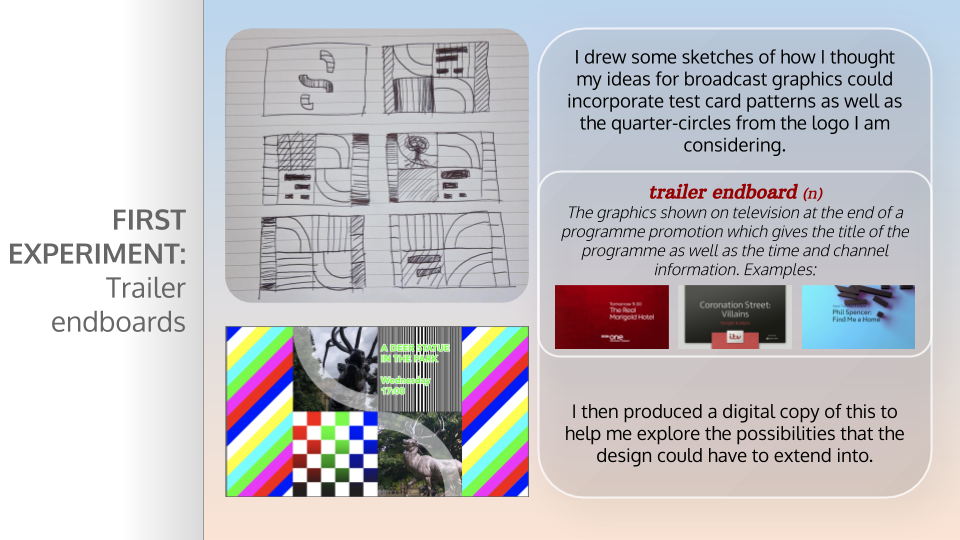 FIRST
EXPERIMENT:
Trailer
endboards
I drew some sketches of how I thought
my ideas for broadcast graphics could
incorporate test card patterns as well as
the quarter-circles from the logo I am
considering.
trailer endboard (n)
The graphics shown on television at the end of a
programme promotion which gives the title of the
programme as well as the time and channel
information. Examples:
Tomorrow 9.00
The Real
Marigold Hotel
one
Coronation Street:
Villains
itv
Phil Spencer:
Find Me a Home
A DEER STATUE
IN THE PARK
Wednesday
17:00
I then produced a digital copy of this to
help me explore the possibilities that the
design could have to extend into.